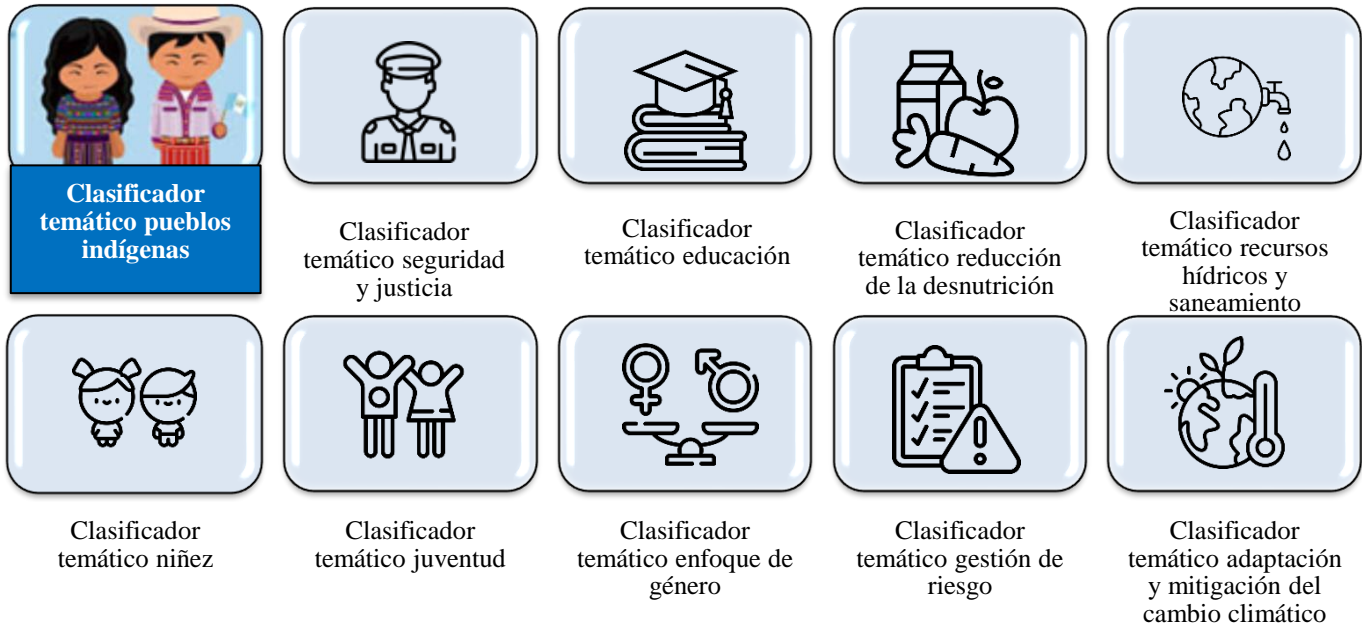 Clasificador
temático pueblos
indígenas
Clasificador
temático seguridad
y justicia
Clasificador
temático educación
Clasificador
temático reducción
de la desnutrición
Clasificador
temático recursos
hídricos y
saneamiento
Clasificador
temático niñez
Clasificador
temático juventud
Clasificador
temático enfoque de
género
Clasificador
temático gestión de
riesgo
Clasificador
temático adaptación
y mitigación del
cambio climático